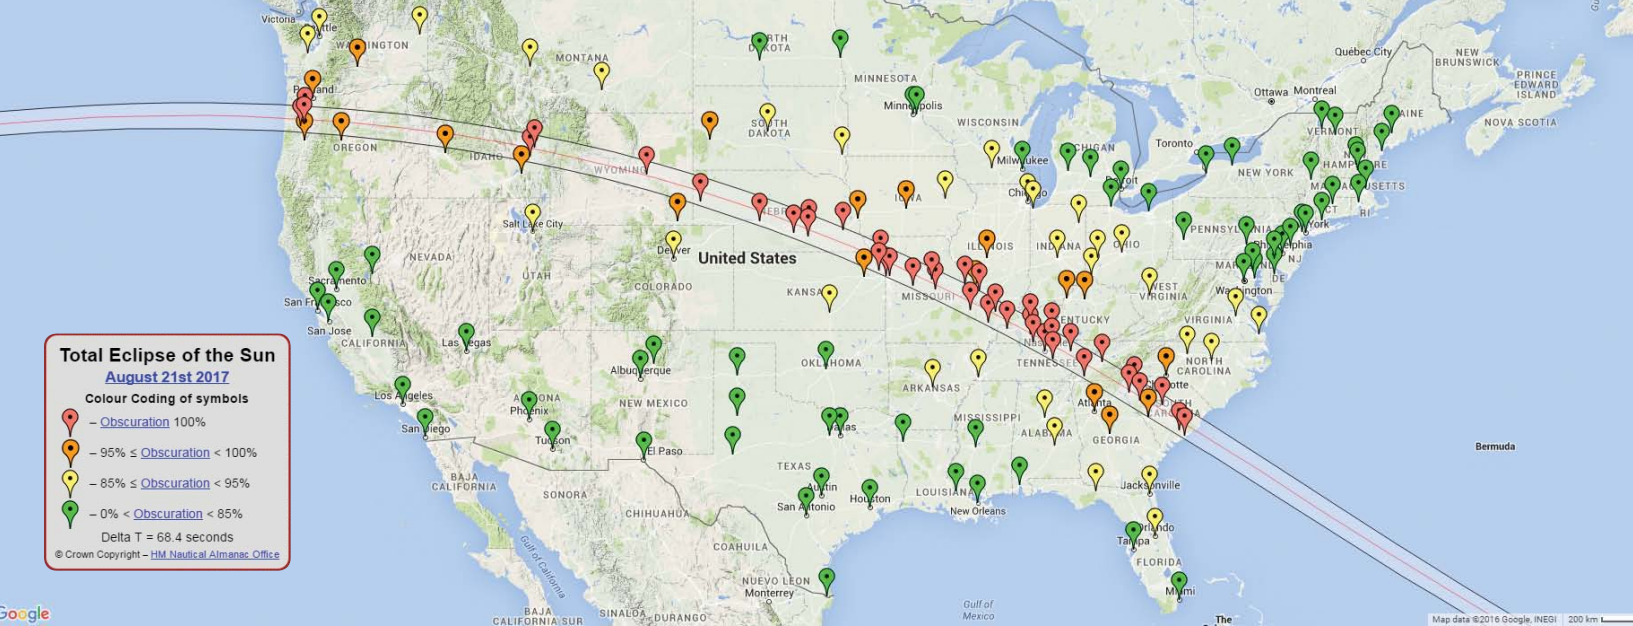 Victoria
WASHINGTON
MONTANA
NORTH
DAKOTA
MINNESOTA
Minneapolis
Québec City
NEW
BRUNSWICK
PRINCE
EDWARD
ISLAND
Ottawa
Montreal
NOVA SCOTIA
OREGON
IDAHO
WYOMING
SOUTH
DAKOTA
WISCONSIN
Milwaukee
Toronto
VERMONT
NEW YORK
Salt Lake City
NEVADA
UTAH
Denver
COLORADO
United States
KANSAS
MISSOURI
ILLINOIS
INDIANA
OHIO
PENNSYLVANIA
RI
NJ
DE
WEST
VIRGINIA
Washington
VIRGINIA
Sacramento
San Francisco
San Jose
CALIFORNIA
Las Vegas
Los Angeles
San Diego
Phoenix
Tucson
Albuquerque
NEW MEXICO
El Paso
OKLAHOMA
ARKANSAS
TENNESSEE
NORTH
CAROLINA
MISSISSIPPI
ALABAMA
Atlanta
GEORGIA
Dallas
TEXAS
Austin
San Antonio
Houston
LOUISIANA
New Orleans
Jacksonville
Orlando
Tampa
FLORIDA
Miami
Bermuda
BAJA
CALIFORNIA
SONORA
CHIHUAHUA
COAHUILA
NUEVO LEON
Monterrey
Gulf of California
BAJA
CALIFORNIA SUR
SINALOA
DURANGO
Gulf of
Mexico
The
Total Eclipse of the Sun
August 21st 2017
Colour Coding of symbols
– Obscuration 100%
– 95% ≤ Obscuration < 100%
– 85% ≤ Obscuration < 95%
– 0% < Obscuration < 85%
Delta T = 68.4 seconds
© Crown Copyright – HM Nautical Almanac Office
Google
Map data ©2016 Google, INEGI
200 km